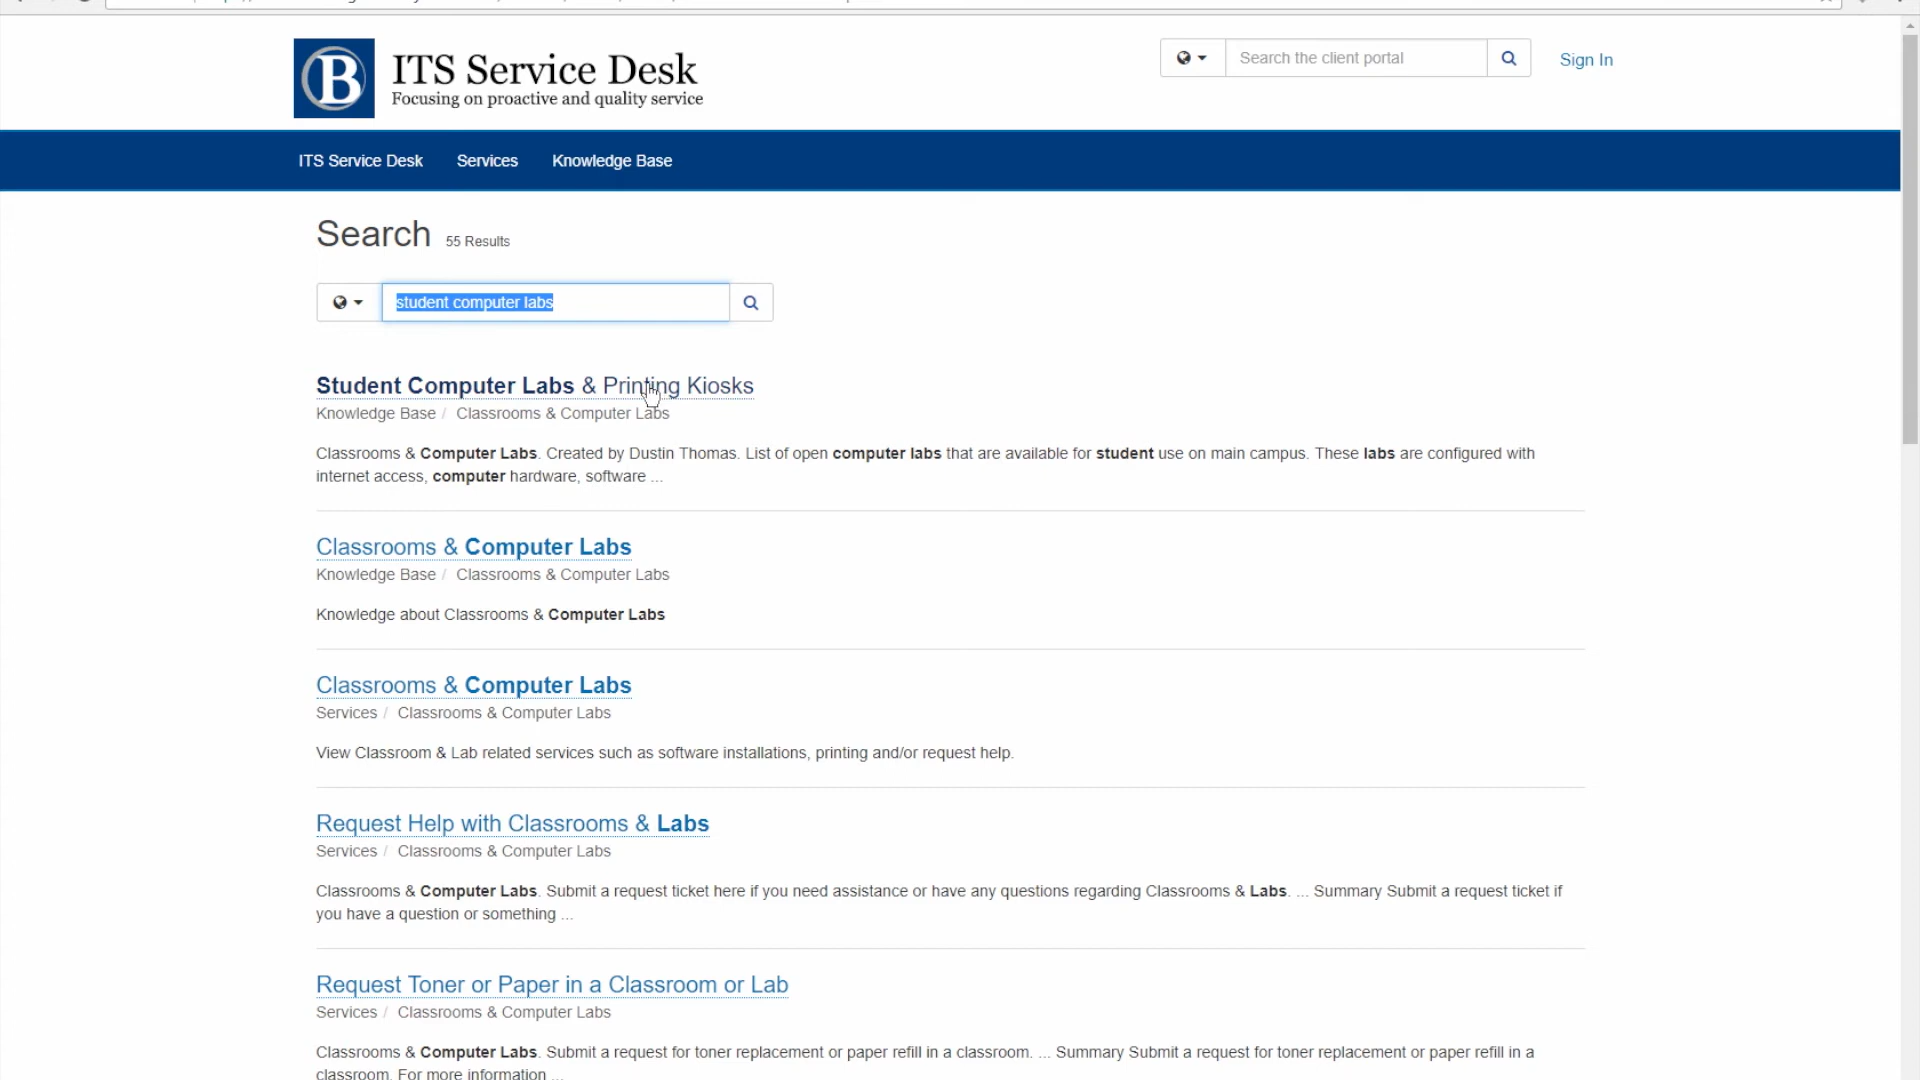 B
ITS Service Desk
Focusing on proactive and quality service
Search the client portal
Sign In
ITS Service Desk
Services
Knowledge Base
Search 55 Results
student computer labs
Student Computer Labs & Printing Kiosks
Knowledge Base / Classrooms & Computer Labs
Classrooms & Computer Labs. Created by Dustin Thomas. List of open computer labs that are available for student use on main campus. These labs are configured with
internet access, computer hardware, software ...
Classrooms & Computer Labs
Knowledge Base / Classrooms & Computer Labs
Knowledge about Classrooms & Computer Labs
Classrooms & Computer Labs
Services / Classrooms & Computer Labs
View Classroom & Lab related services such as software installations, printing and/or request help.
Request Help with Classrooms & Labs
Services / Classrooms & Computer Labs
Classrooms & Computer Labs. Submit a request ticket here if you need assistance or have any questions regarding Classrooms & Labs. ... Summary Submit a request ticket if
you have a question or something ...
Request Toner or Paper in a Classroom or Lab
Services / Classrooms & Computer Labs
Classrooms & Computer Labs. Submit a request for toner replacement or paper refill in a classroom. ... Summary Submit a request for toner replacement or paper refill in a
classroom. For more information ...